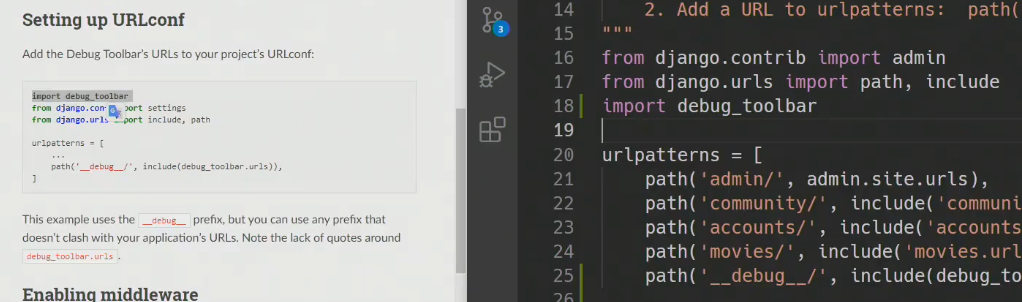 Setting up URLconf
Add the Debug Toolbar's URLs to your project's URLconf:
import debug_toolbar
from django.con port settings
from django.urls import include, path
urlpatterns = [
...
path('__debug__/', include(debug_toolbar.urls)),
]
This example uses the __debug__ prefix, but you can use any prefix that
doesn't clash with your application's URLs. Note the lack of quotes around
debug_toolbar.urls.
Enabling middleware
3
14 2. Add a URL to urlpatterns: path(
15 """
16 from django.contrib import admin
17 from django.urls import path, include
18 import debug_toolbar
19
20 urlpatterns = [
21 path('admin/', admin.site.urls),
22 path('community/', include('communi
23 path('accounts/', include('accounts
24 path('movies/', include('movies.url
25 path('__debug__/', include(debug_to
26